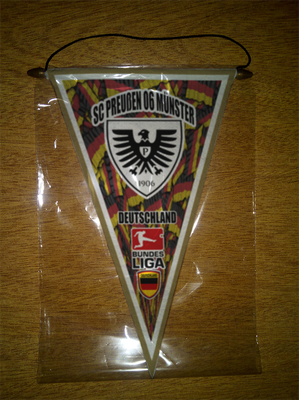 SC PREUDEN 06 MÜNSTER
P
1906
DEUTSCHLAND
BUNDES
LIGA